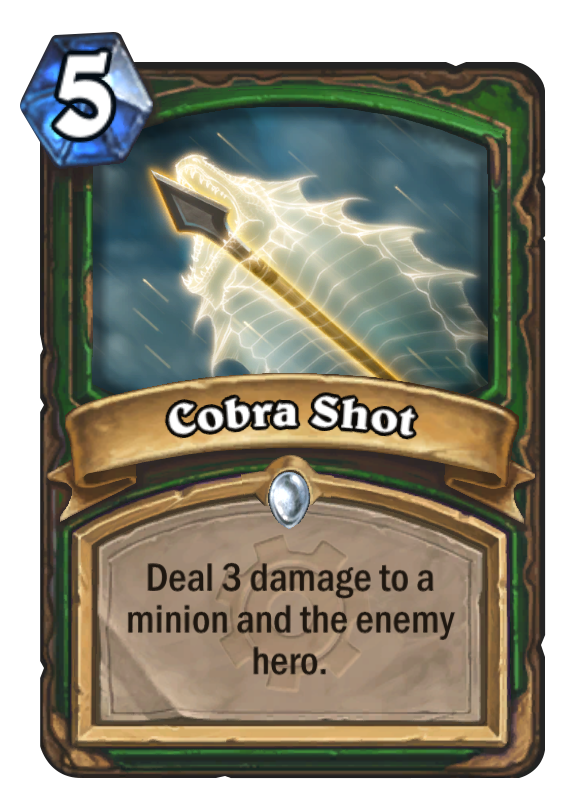 5
Cobra Shot
Deal 3 damage to a
minion and the enemy
hero.